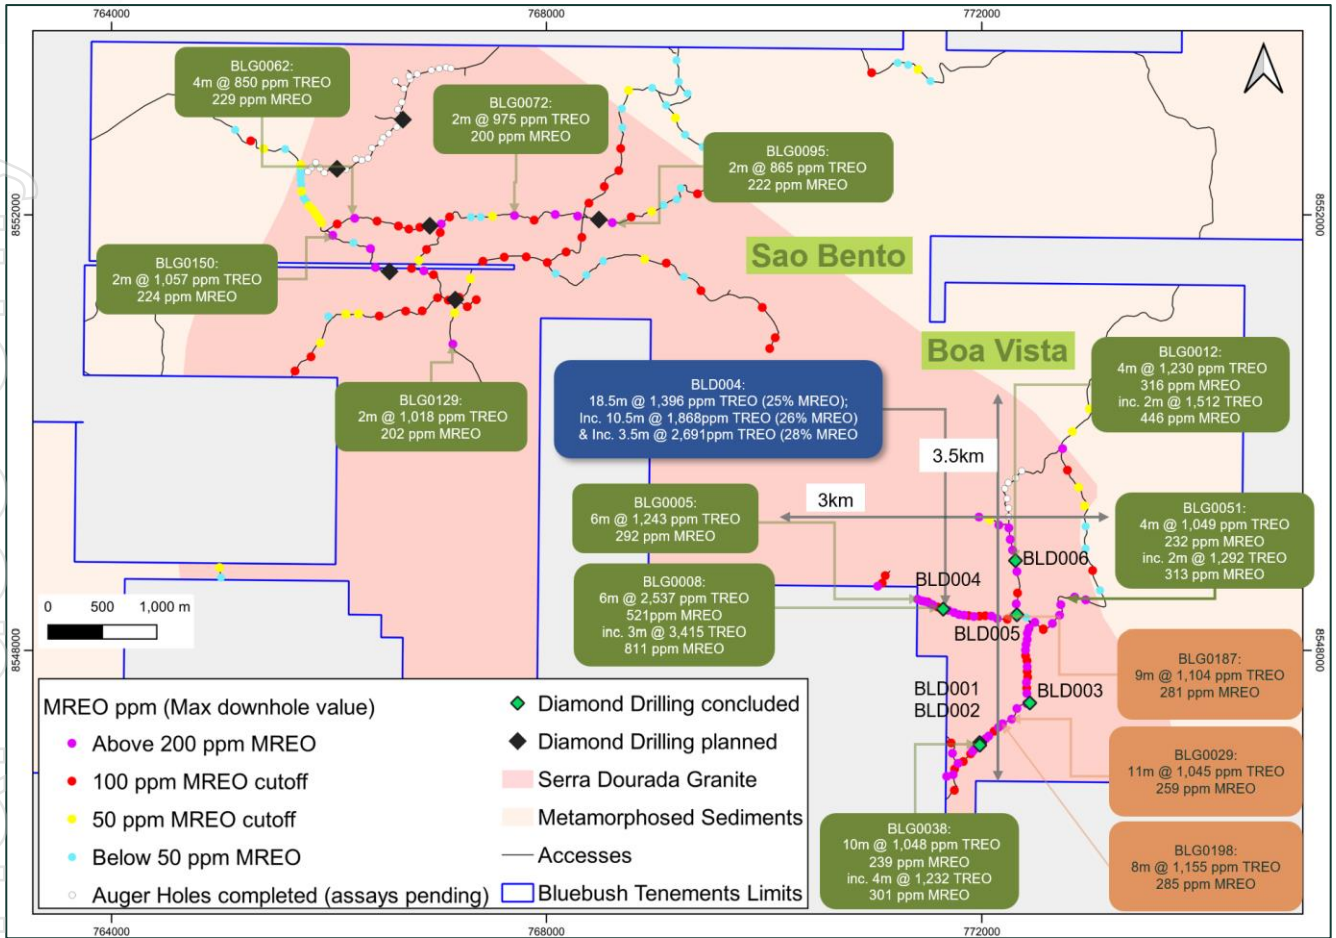 764000
768000
772000
BLG0062:
4m @ 850 ppm TREO
229 ppm MREO
BLG0072:
2m @ 975 ppm TREO
200 ppm MREO
BLG0095:
2m @ 865 ppm TREO
222 ppm MREO
8552000
8552000
Sao Bento
BLG0150:
2m @ 1,057 ppm TREO
224 ppm MREO
Boa Vista
BLG0012:
4m @ 1,230 ppm TREO
316 ppm MREO
inc. 2m @ 1,512 TREO
446 ppm MREO
BLG0129:
2m @ 1,018 ppm TREO
202 ppm MREO
BLD004:
18.5m @ 1,396 ppm TREO (25% MREO);
Inc. 10.5m @ 1,868ppm TREO (26% MREO)
& Inc. 3.5m @ 2,691ppm TREO (28% MREO
3.5km
3km
BLG0005:
6m @ 1,243 ppm TREO
292 ppm MREO
BLG0051:
4m @ 1,049 ppm TREO
232 ppm MREO
inc. 2m @ 1,292 TREO
313 ppm MREO
BLG0008:
6m @ 2,537 ppm TREO
521ppm MREO
inc. 3m @ 3,415 TREO
811 ppm MREO
BLD004
BLD006
BLD005
0 500 1,000 m
8548000
8548000
BLG0187:
9m @ 1,104 ppm TREO
281 ppm MREO
BLD001
BLD002
BLD003
BLG0029:
11m @ 1,045 ppm TREO
259 ppm MREO
BLG0038:
10m @ 1,048 ppm TREO
239 ppm MREO
inc. 4m @ 1,232 TREO
301 ppm MREO
BLG0198:
8m @ 1,155 ppm TREO
285 ppm MREO
MREO ppm (Max downhole value)
Above 200 ppm MREO
100 ppm MREO cutoff
50 ppm MREO cutoff
Below 50 ppm MREO
Auger Holes completed (assays pending)
Diamond Drilling concluded
Diamond Drilling planned
Serra Dourada Granite
Metamorphosed Sediments
Accesses
Bluebush Tenements Limits
764000
768000
772000